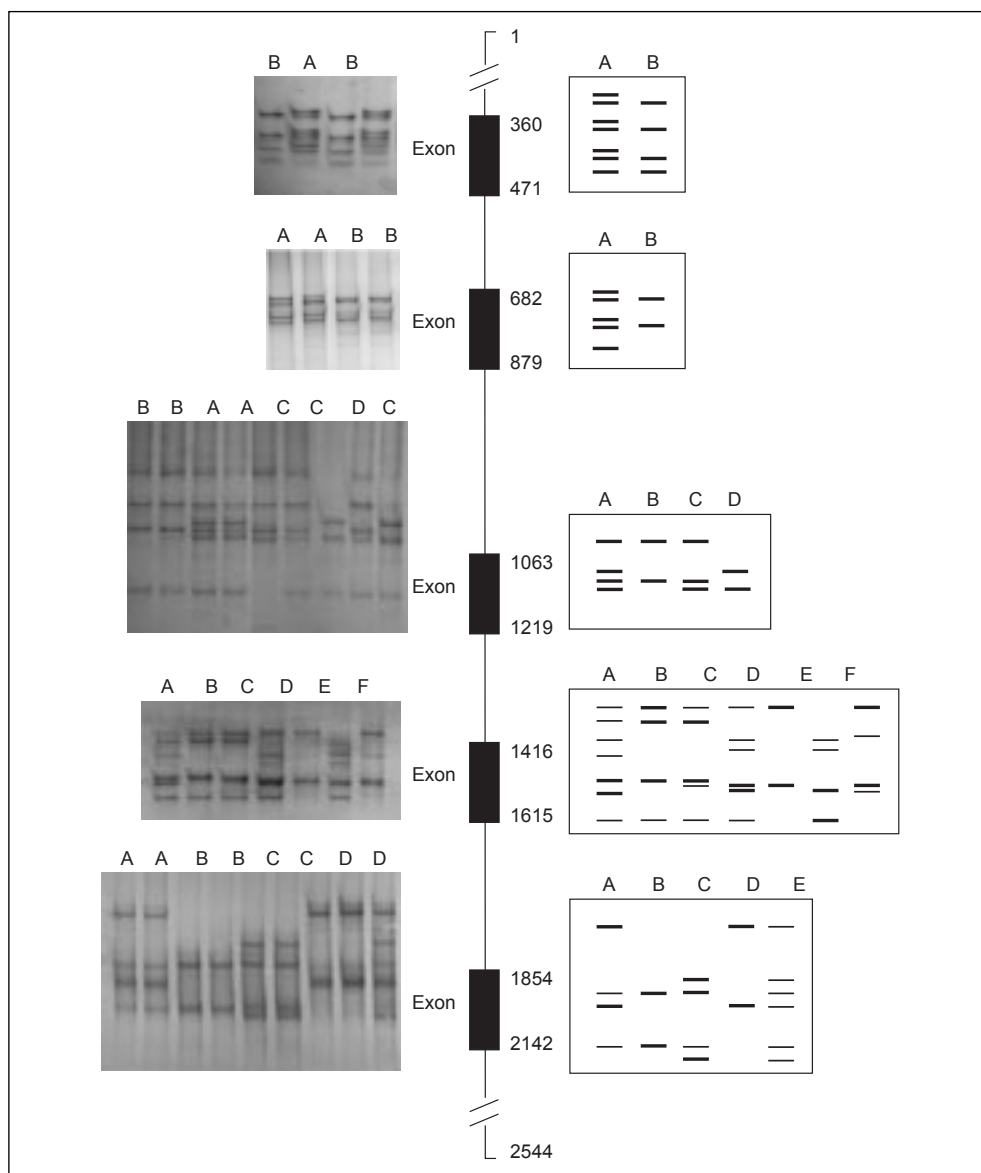 1
B A B
A B
360
Exon
471
A A B B
A B
682
Exon
879
B B A A C C D C
A B C D
1063
Exon
1219
A B C D E F
A B C D E F
1416
Exon
1615
A A B B C C D D
A B C D E
1854
Exon
2142
2544